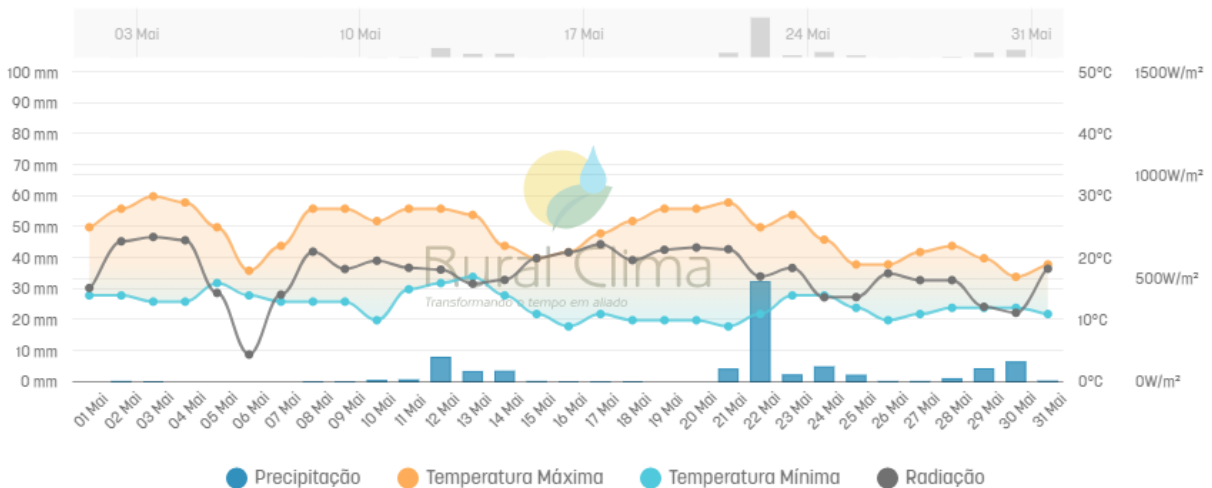 03 Mai 10 Mai 17 Mai 24 Mai 31 Mai
100 mm 50°C 1500W/m²
90 mm
80 mm 40°C
70 mm
1000W/m²
60 mm 30°C
50 mm
40 mm 20°C
500W/m²
30 mm
20 mm 10°C
10 mm
0 mm 0°C 0W/m²
Rural Clima
Transformando o tempo em aliado
01 Mai 02 Mai 03 Mai 04 Mai 05 Mai 06 Mai 07 Mai 08 Mai 09 Mai 10 Mai 11 Mai 12 Mai 13 Mai 14 Mai 15 Mai 16 Mai 17 Mai 18 Mai 19 Mai 20 Mai 21 Mai 22 Mai 23 Mai 24 Mai 25 Mai 26 Mai 27 Mai 28 Mai 29 Mai 30 Mai 31 Mai
Precipitação Temperatura Máxima Temperatura Mínima Radiação